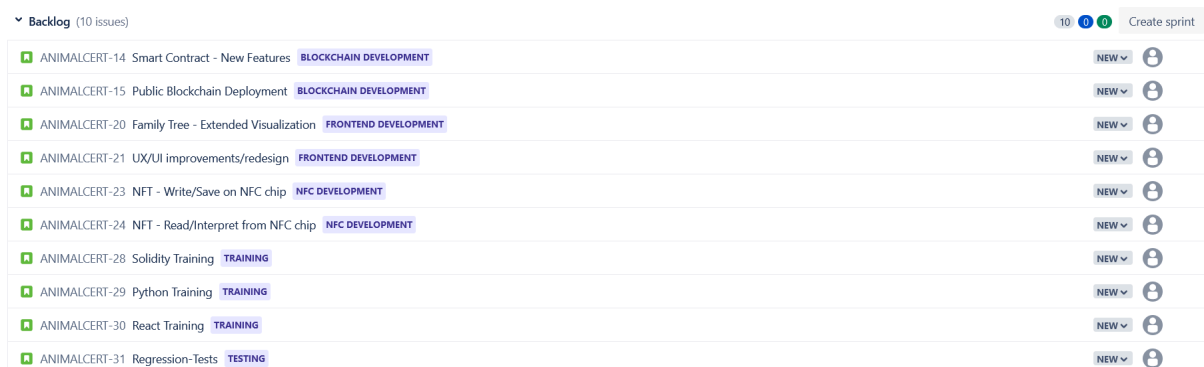 Backlog (10 issues) 10 0 0 Create sprint
ANIMALCERT-14 Smart Contract - New Features BLOCKCHAIN DEVELOPMENT NEW
ANIMALCERT-15 Public Blockchain Deployment BLOCKCHAIN DEVELOPMENT NEW
ANIMALCERT-20 Family Tree - Extended Visualization FRONTEND DEVELOPMENT NEW
ANIMALCERT-21 UX/UI improvements/redesign FRONTEND DEVELOPMENT NEW
ANIMALCERT-23 NFT - Write/Save on NFC chip NFC DEVELOPMENT NEW
ANIMALCERT-24 NFT - Read/Interpret from NFC chip NFC DEVELOPMENT NEW
ANIMALCERT-28 Solidity Training TRAINING NEW
ANIMALCERT-29 Python Training TRAINING NEW
ANIMALCERT-30 React Training TRAINING NEW
ANIMALCERT-31 Regression-Tests TESTING NEW